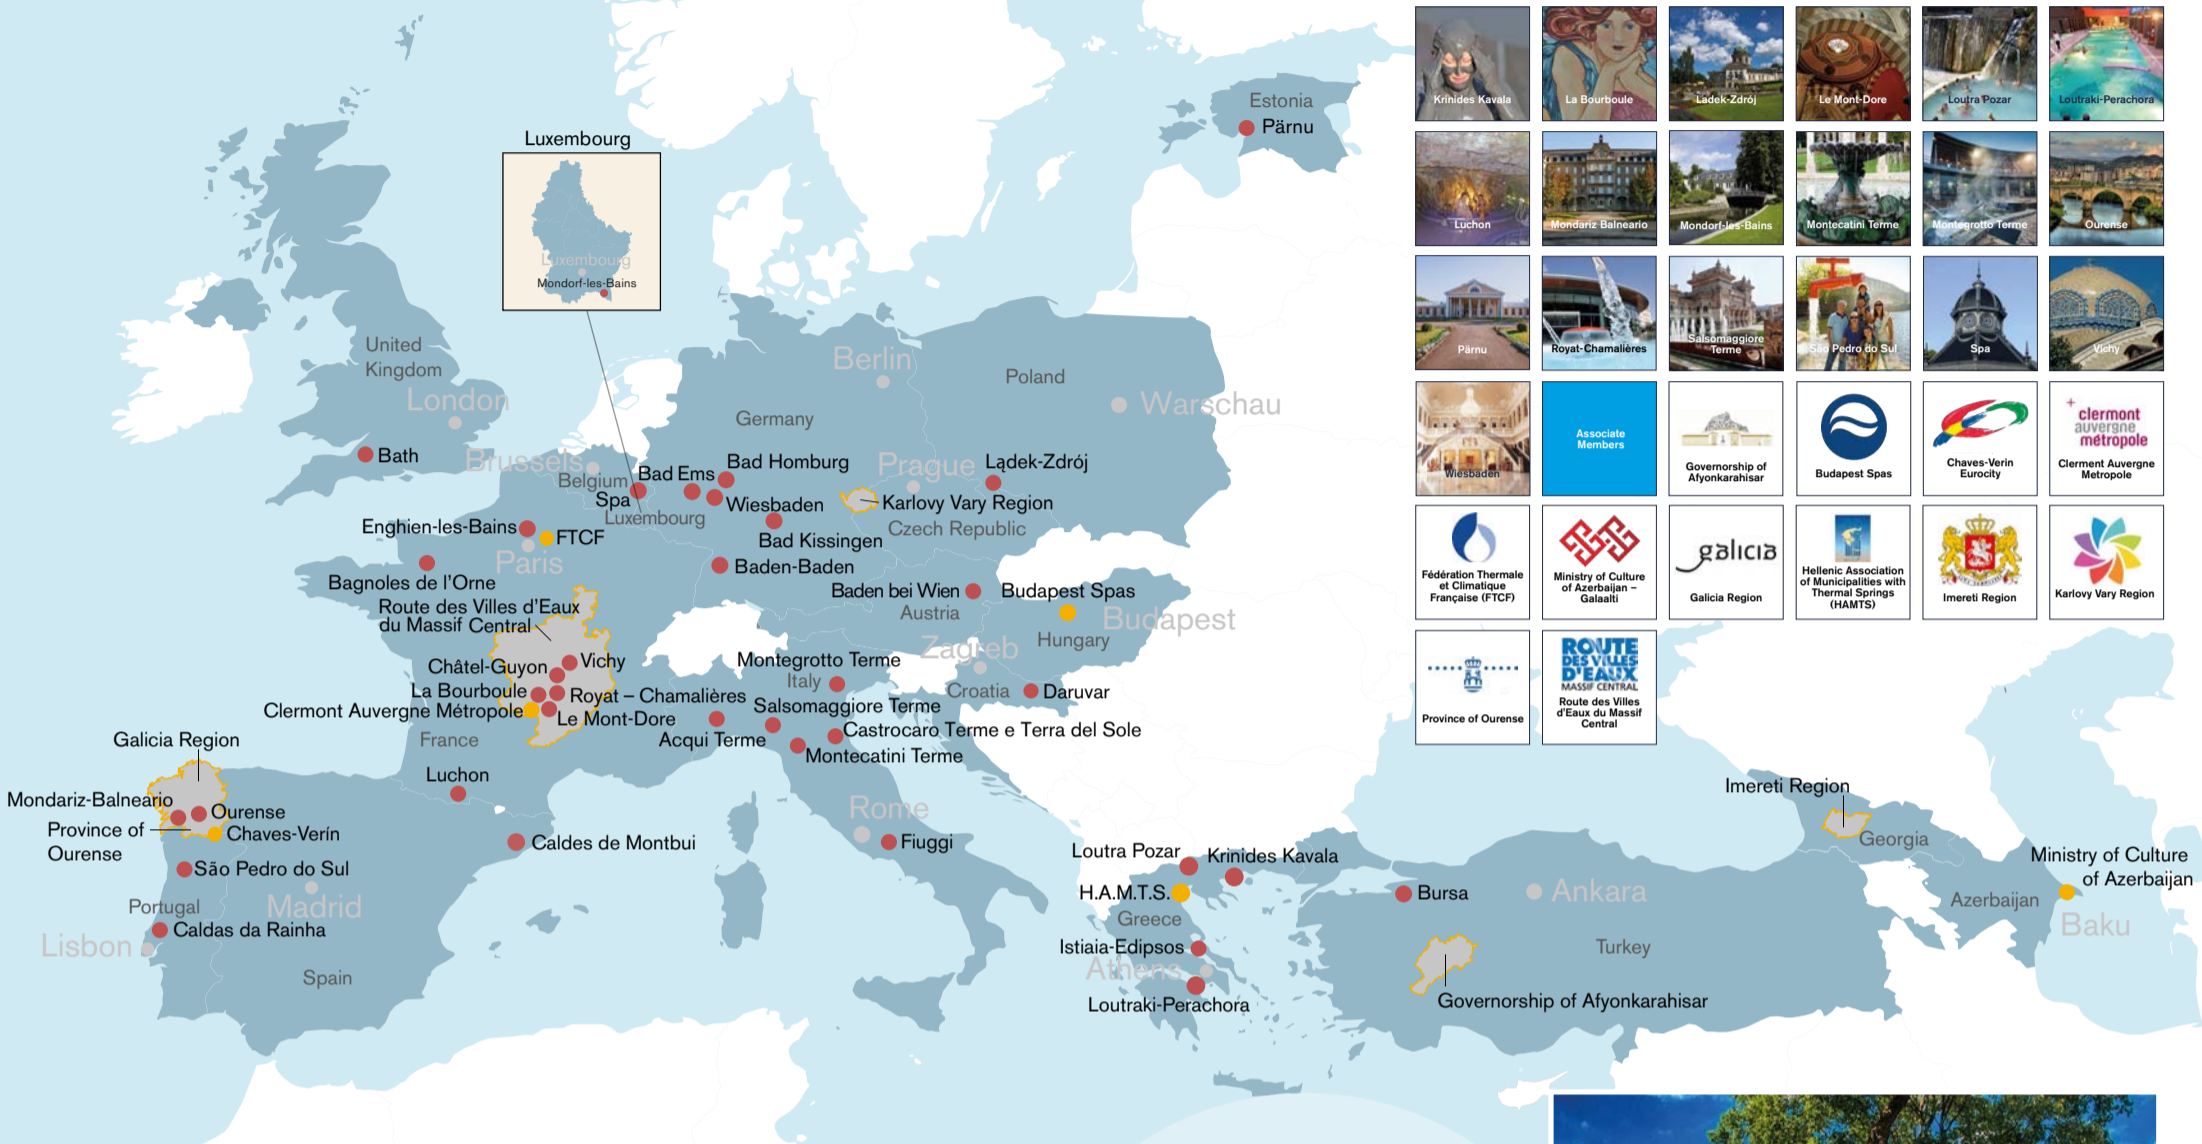 Estonia
Pärnu
Luxembourg
Luxembourg
Mondorf-les-Bains
United
Kingdom
London
Bath
Berlin
Poland
Warschau
Germany
Brussels
Belgium
Spa
Luxembourg
Bad Ems
Bad Homburg
Wiesbaden
Bad Kissingen
Baden-Baden
Prague
Lądek-Zdrój
Karlovy Vary Region
Czech Republic
Enghien-les-Bains
FTCF
Paris
Bagnoles de l'Orne
Route des Villes d'Eaux
du Massif Central
Baden bei Wien
Austria
Budapest Spas
Budapest
Hungary
Zagreb
Croatia
Daruvar
Châtel-Guyon
Vichy
La Bourboule
Royat – Chamalières
Clermont Auvergne Métropole
Le Mont-Dore
France
Montegrotto Terme
Italy
Salsomaggiore Terme
Acqui Terme
Castrocaro Terme e Terra del Sole
Montecatini Terme
Galicia Region
Luchon
Mondariz-Balneario
Ourense
Province of
Ourense
Chaves-Verín
Caldes de Montbui
São Pedro do Sul
Madrid
Portugal
Caldas da Rainha
Lisbon
Spain
Rome
Fiuggi
Loutra Pozar
Krinides Kavala
H.A.M.T.S.
Greece
Istiaia-Edipsos
Athens
Loutraki-Perachora
Bursa
Ankara
Turkey
Governorship of Afyonkarahisar
Imereti Region
Georgia
Ministry of Culture
of Azerbaijan
Azerbaijan
Baku
Krinides Kavala
La Bourboule
Ladek-Zdrój
Le Mont-Dore
Loutra Pozar
Loutraki-Perachora
Luchon
Mondariz Balneario
Mondorf-les-Bains
Montecatini Terme
Montegrotto Terme
Ourense
Pärnu
Royat-Chamalières
Salsomaggiore
Terme
São Pedro do Sul
Spa
Vichy
Wiesbaden
Associate
Members
Governorship of
Afyonkarahisar
Budapest Spas
Chaves-Verin
Eurocity
clermont
auvergne
métropole
Clerment Auvergne
Metropole
Fédération Thermale
et Climatique
Française (FTCF)
Ministry of Culture
of Azerbaijan –
Galaalti
galicia
Galicia Region
Hellenic Association
of Municipalities with
Thermal Springs
(HAMTS)
Imereti Region
Karlovy Vary Region
Province of Ourense
ROUTE
DES VILLES
D'EAUX
MASSIF CENTRAL
Route des Villes
d'Eaux du Massif
Central